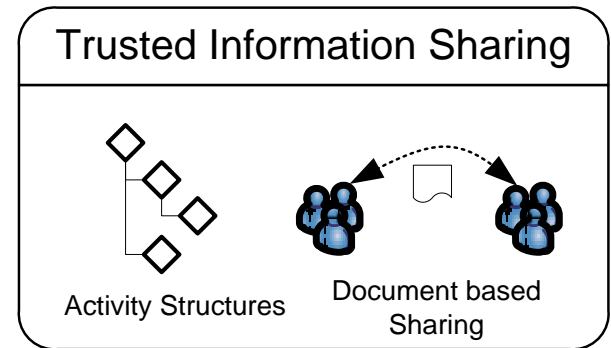 Trusted Information Sharing
Activity Structures
Document based
Sharing